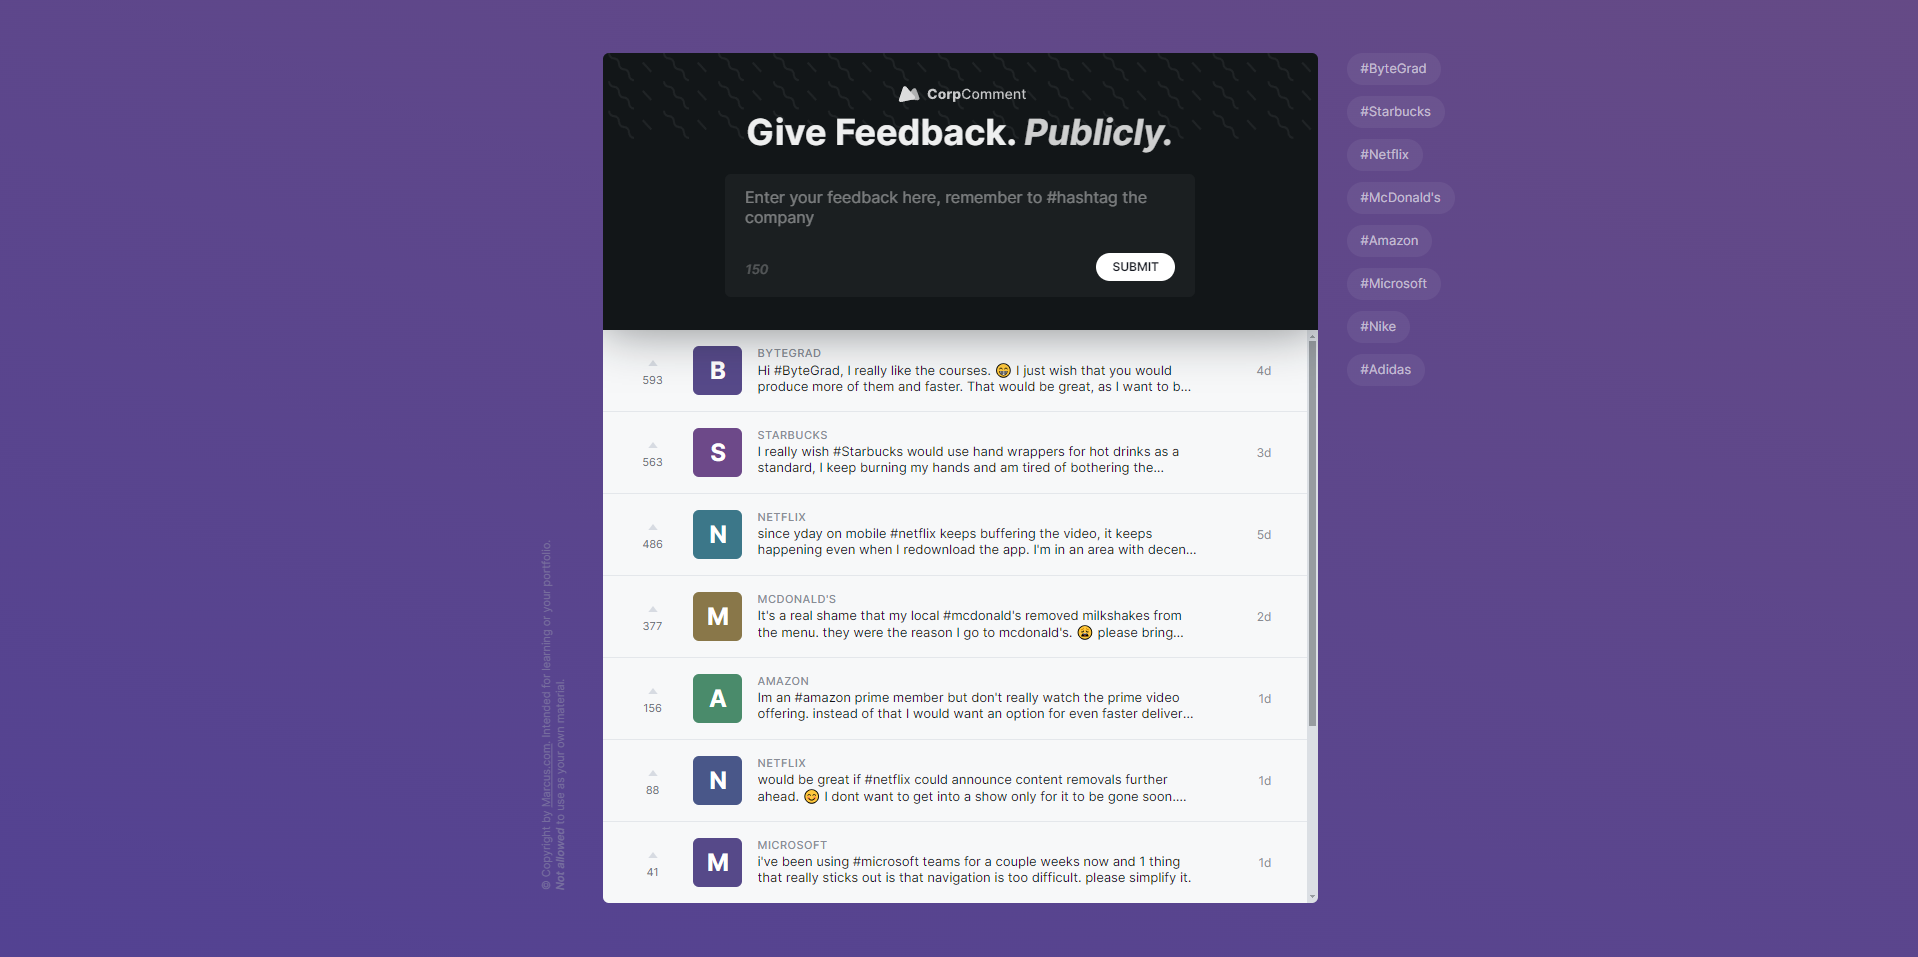 CorpComment
Give Feedback. Publicly.
Enter your feedback here, remember to #hashtag the
company
150
SUBMIT
593
B
BYTEGRAD
Hi #ByteGrad, I really like the courses. 😁 I just wish that you would
produce more of them and faster. That would be great, as I want to b...
4d
563
S
STARBUCKS
I really wish #Starbucks would use hand wrappers for hot drinks as a
standard, I keep burning my hands and am tired of bothering the...
3d
486
N
NETFLIX
since yday on mobile #netflix keeps buffering the video, it keeps
happening even when I redownload the app. I'm in an area with decen...
5d
377
M
MCDONALD'S
It's a real shame that my local #mcdonald's removed milkshakes from
the menu. they were the reason I go to mcdonald's. 😩 please bring...
2d
156
A
AMAZON
Im an #amazon prime member but don't really watch the prime video
offering. instead of that I would want an option for even faster deliver...
1d
88
N
NETFLIX
would be great if #netflix could announce content removals further
ahead. 😊 I dont want to get into a show only for it to be gone soon....
1d
41
M
MICROSOFT
i've been using #microsoft teams for a couple weeks now and 1 thing
that really sticks out is that navigation is too difficult. please simplify it.
1d
#ByteGrad
#Starbucks
#Netflix
#McDonald's
#Amazon
#Microsoft
#Nike
#Adidas
© Copyright by Marcus.com. Intended for learning or your portfolio.
Not allowed to use as your own material.